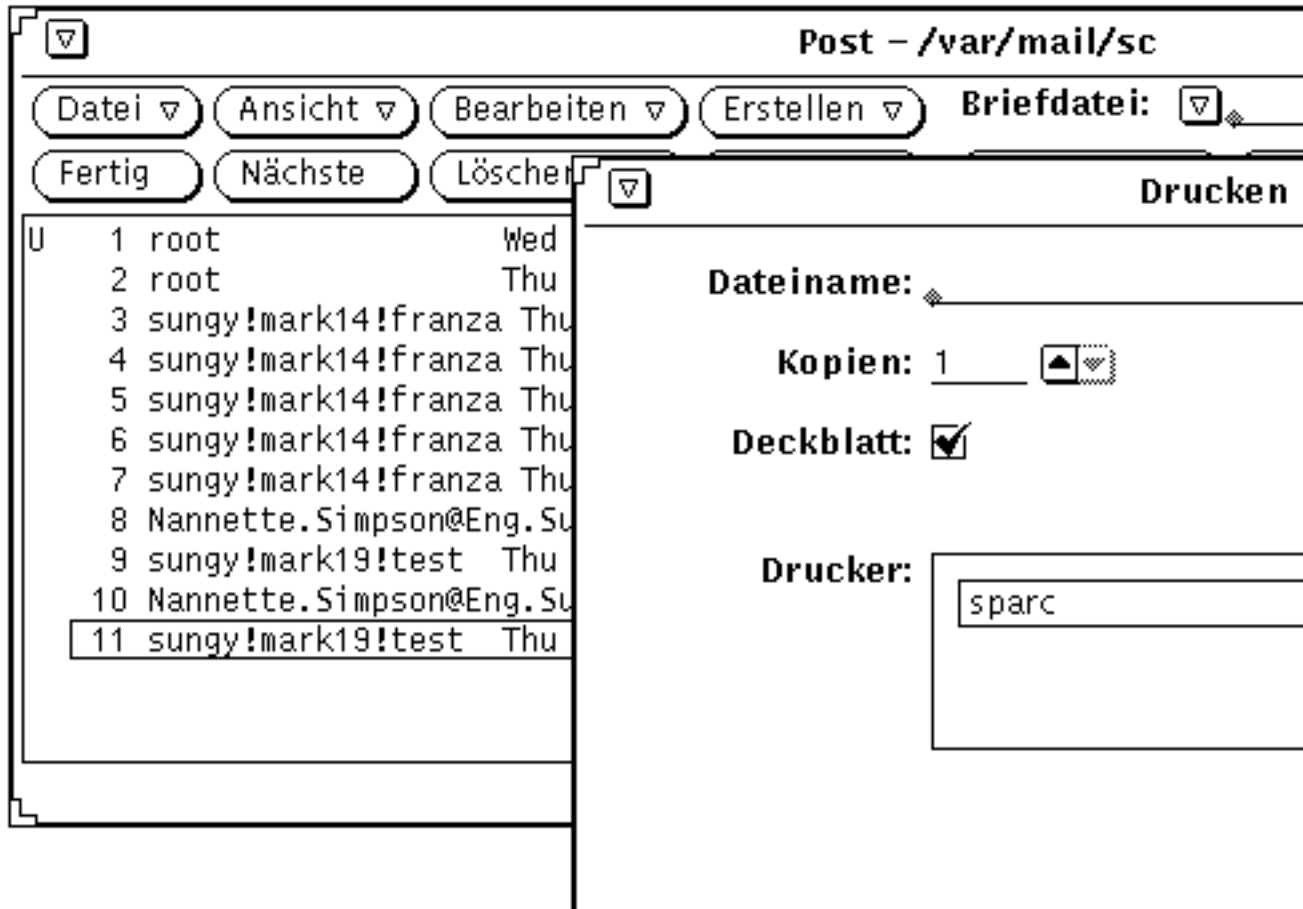 Post – /var/mail/sc
Datei Ansicht Bearbeiten Erstellen Briefdatei:
Fertig Nächste
U 1 root Wed
2 root Thu
3 sungy!mark14!franza Thu
4 sungy!mark14!franza Thu
5 sungy!mark14!franza Thu
6 sungy!mark14!franza Thu
7 sungy!mark14!franza Thu
8 Nannette.Simpson@Eng.Su
9 sungy!mark19!test Thu
10 Nannette.Simpson@Eng.Su
11 sungy!mark19!test Thu
Drucken
Dateiname:
Kopien: 1
Deckblatt:
Drucker:
sparc